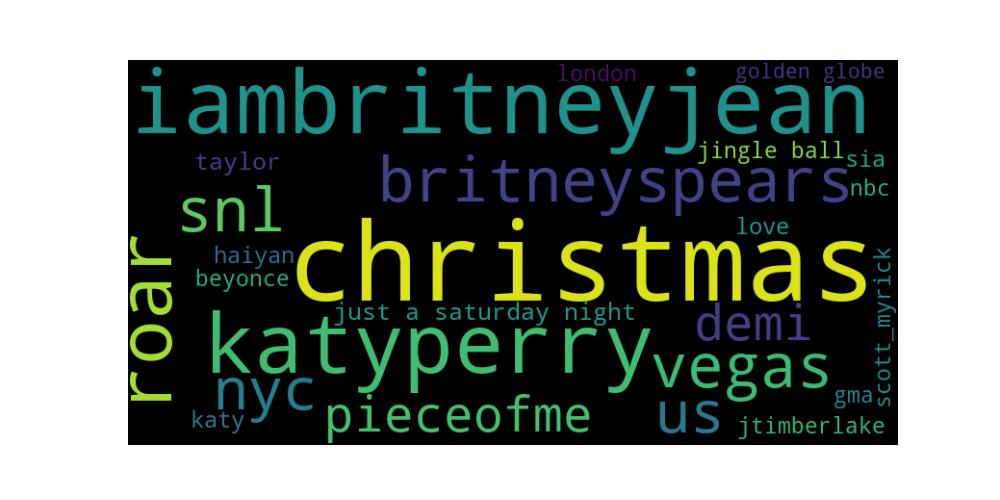 london
golden globe
iambritneyjean
jingle ball
sia
taylor
britneyspears
nbc
snl
love
christmas
haiyan
beyonce
roar
just a saturday night
scott_myrick
demi
katyperry
vegas
nyc
gma
pieceofme
us
katy
jtimberlake